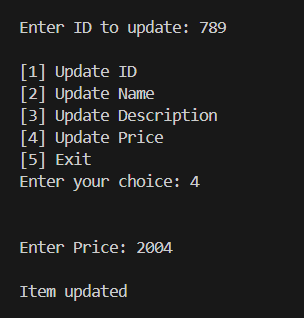 Enter ID to update: 789
[1] Update ID
[2] Update Name
[3] Update Description
[4] Update Price
[5] Exit
Enter your choice: 4
Enter Price: 2004
Item updated